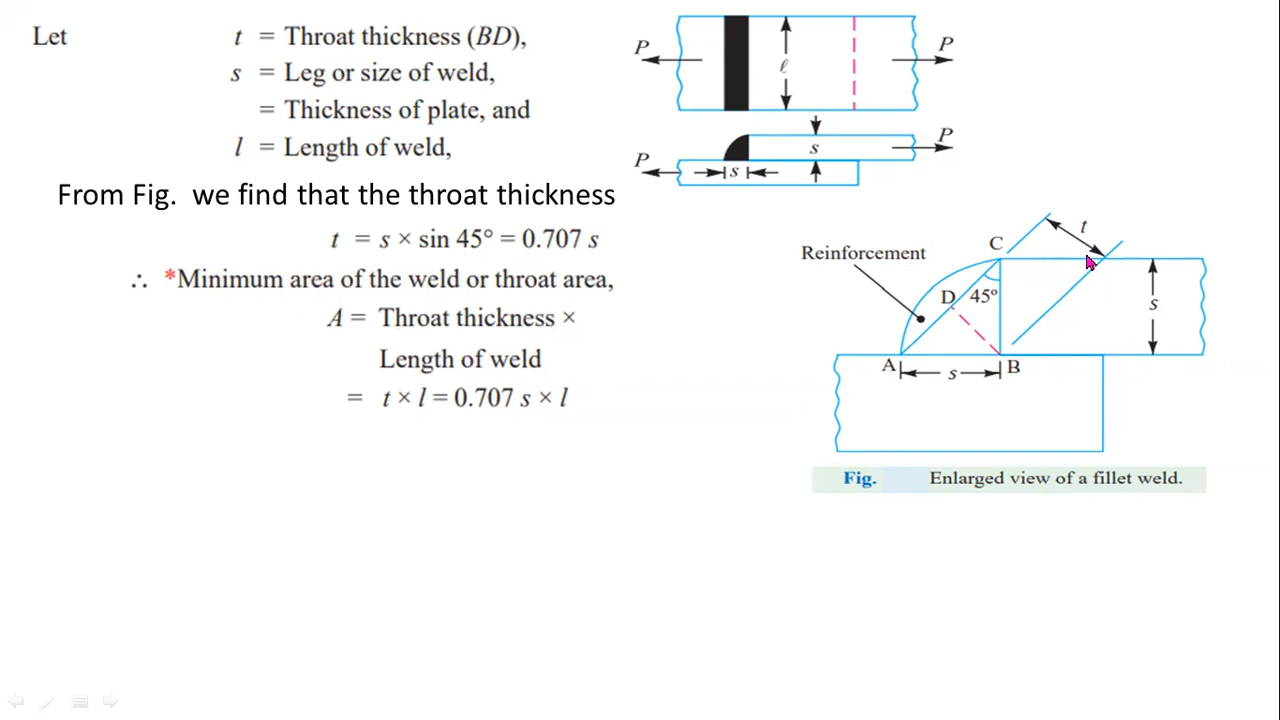 Let t = Throat thickness (BD),
s = Leg or size of weld,
= Thickness of plate, and
l = Length of weld,
From Fig. we find that the throat thickness
t = s × sin 45° = 0.707 s
∴ *Minimum area of the weld or throat area,
A = Throat thickness ×
Length of weld
= t × l = 0.707 s × l
P
ℓ
P
P
s
P
s
t
C
Reinforcement
D 45°
s
A
s
B
Fig. Enlarged view of a fillet weld.